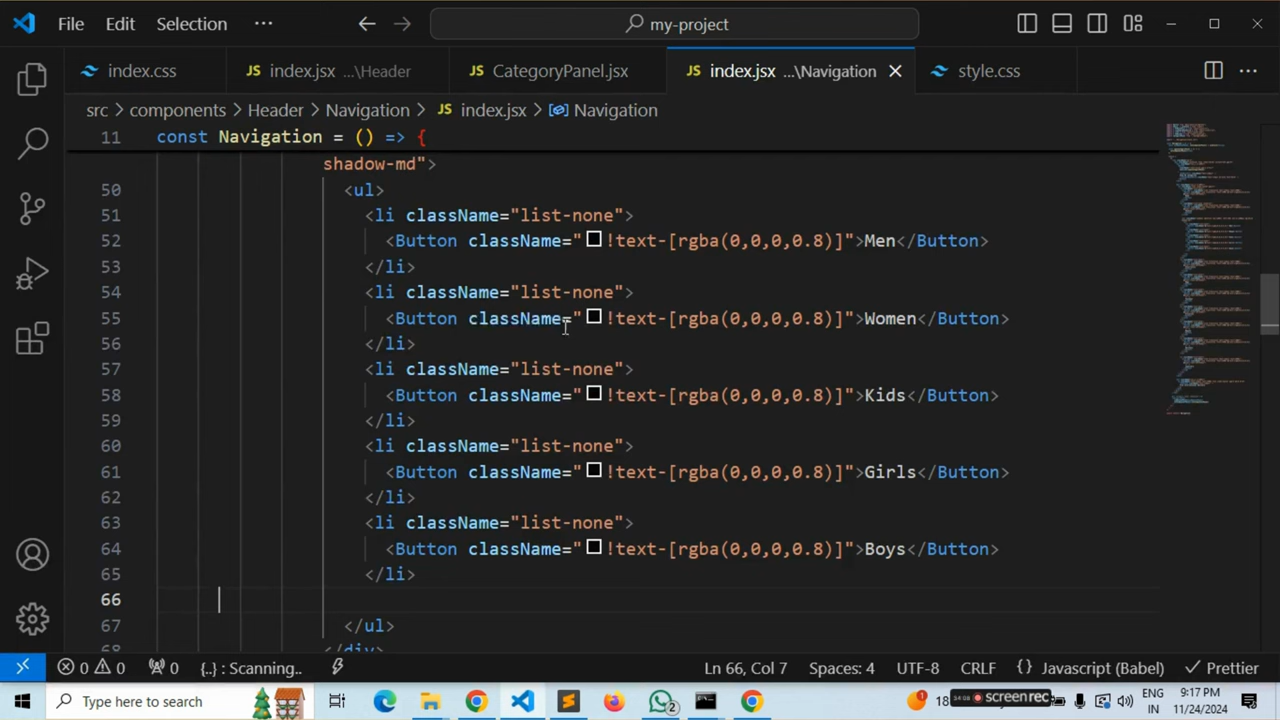 File Edit Selection ··· my-project
index.css index.jsx ...\Header CategoryPanel.jsx index.jsx ...\Navigation style.css
src > components > Header > Navigation > index.jsx > Navigation
11 const Navigation = () => {
shadow-md">
50 <ul>
51 <li className="list-none">
52 <Button className="!text-[rgba(0,0,0,0.8)]">Men</Button>
53 </li>
54 <li className="list-none">
55 <Button className="!text-[rgba(0,0,0,0.8)]">Women</Button>
56 </li>
57 <li className="list-none">
58 <Button className="!text-[rgba(0,0,0,0.8)]">Kids</Button>
59 </li>
60 <li className="list-none">
61 <Button className="!text-[rgba(0,0,0,0.8)]">Girls</Button>
62 </li>
63 <li className="list-none">
64 <Button className="!text-[rgba(0,0,0,0.8)]">Boys</Button>
65 </li>
66
67 </ul>
68 </div>
0 0 0 {..} : Scanning.. Ln 66, Col 7 Spaces: 4 UTF-8 CRLF {} Javascript (Babel) Prettier
Type here to search 2 1 18 screen rec ENG IN 9:17 PM 11/24/2024